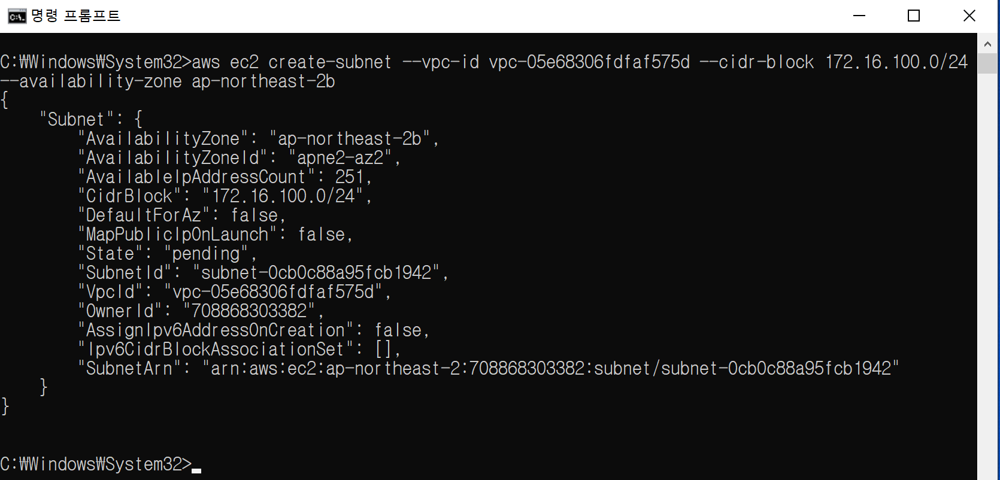 명령 프롬프트
C:₩Windows₩System32>aws ec2 create-subnet --vpc-id vpc-05e68306fdfaf575d --cidr-block 172.16.100.0/24
--availability-zone ap-northeast-2b
{
    "Subnet": {
        "AvailabilityZone": "ap-northeast-2b",
        "AvailabilityZoneId": "apne2-az2",
        "AvailableIpAddressCount": 251,
        "CidrBlock": "172.16.100.0/24",
        "DefaultForAz": false,
        "MapPublicIpOnLaunch": false,
        "State": "pending",
        "SubnetId": "subnet-0cb0c88a95fcb1942",
        "VpcId": "vpc-05e68306fdfaf575d",
        "OwnerId": "708868303382",
        "AssignIpv6AddressOnCreation": false,
        "Ipv6CidrBlockAssociationSet": [],
        "SubnetArn": "arn:aws:ec2:ap-northeast-2:708868303382:subnet/subnet-0cb0c88a95fcb1942"
    }
}
C:₩Windows₩System32>